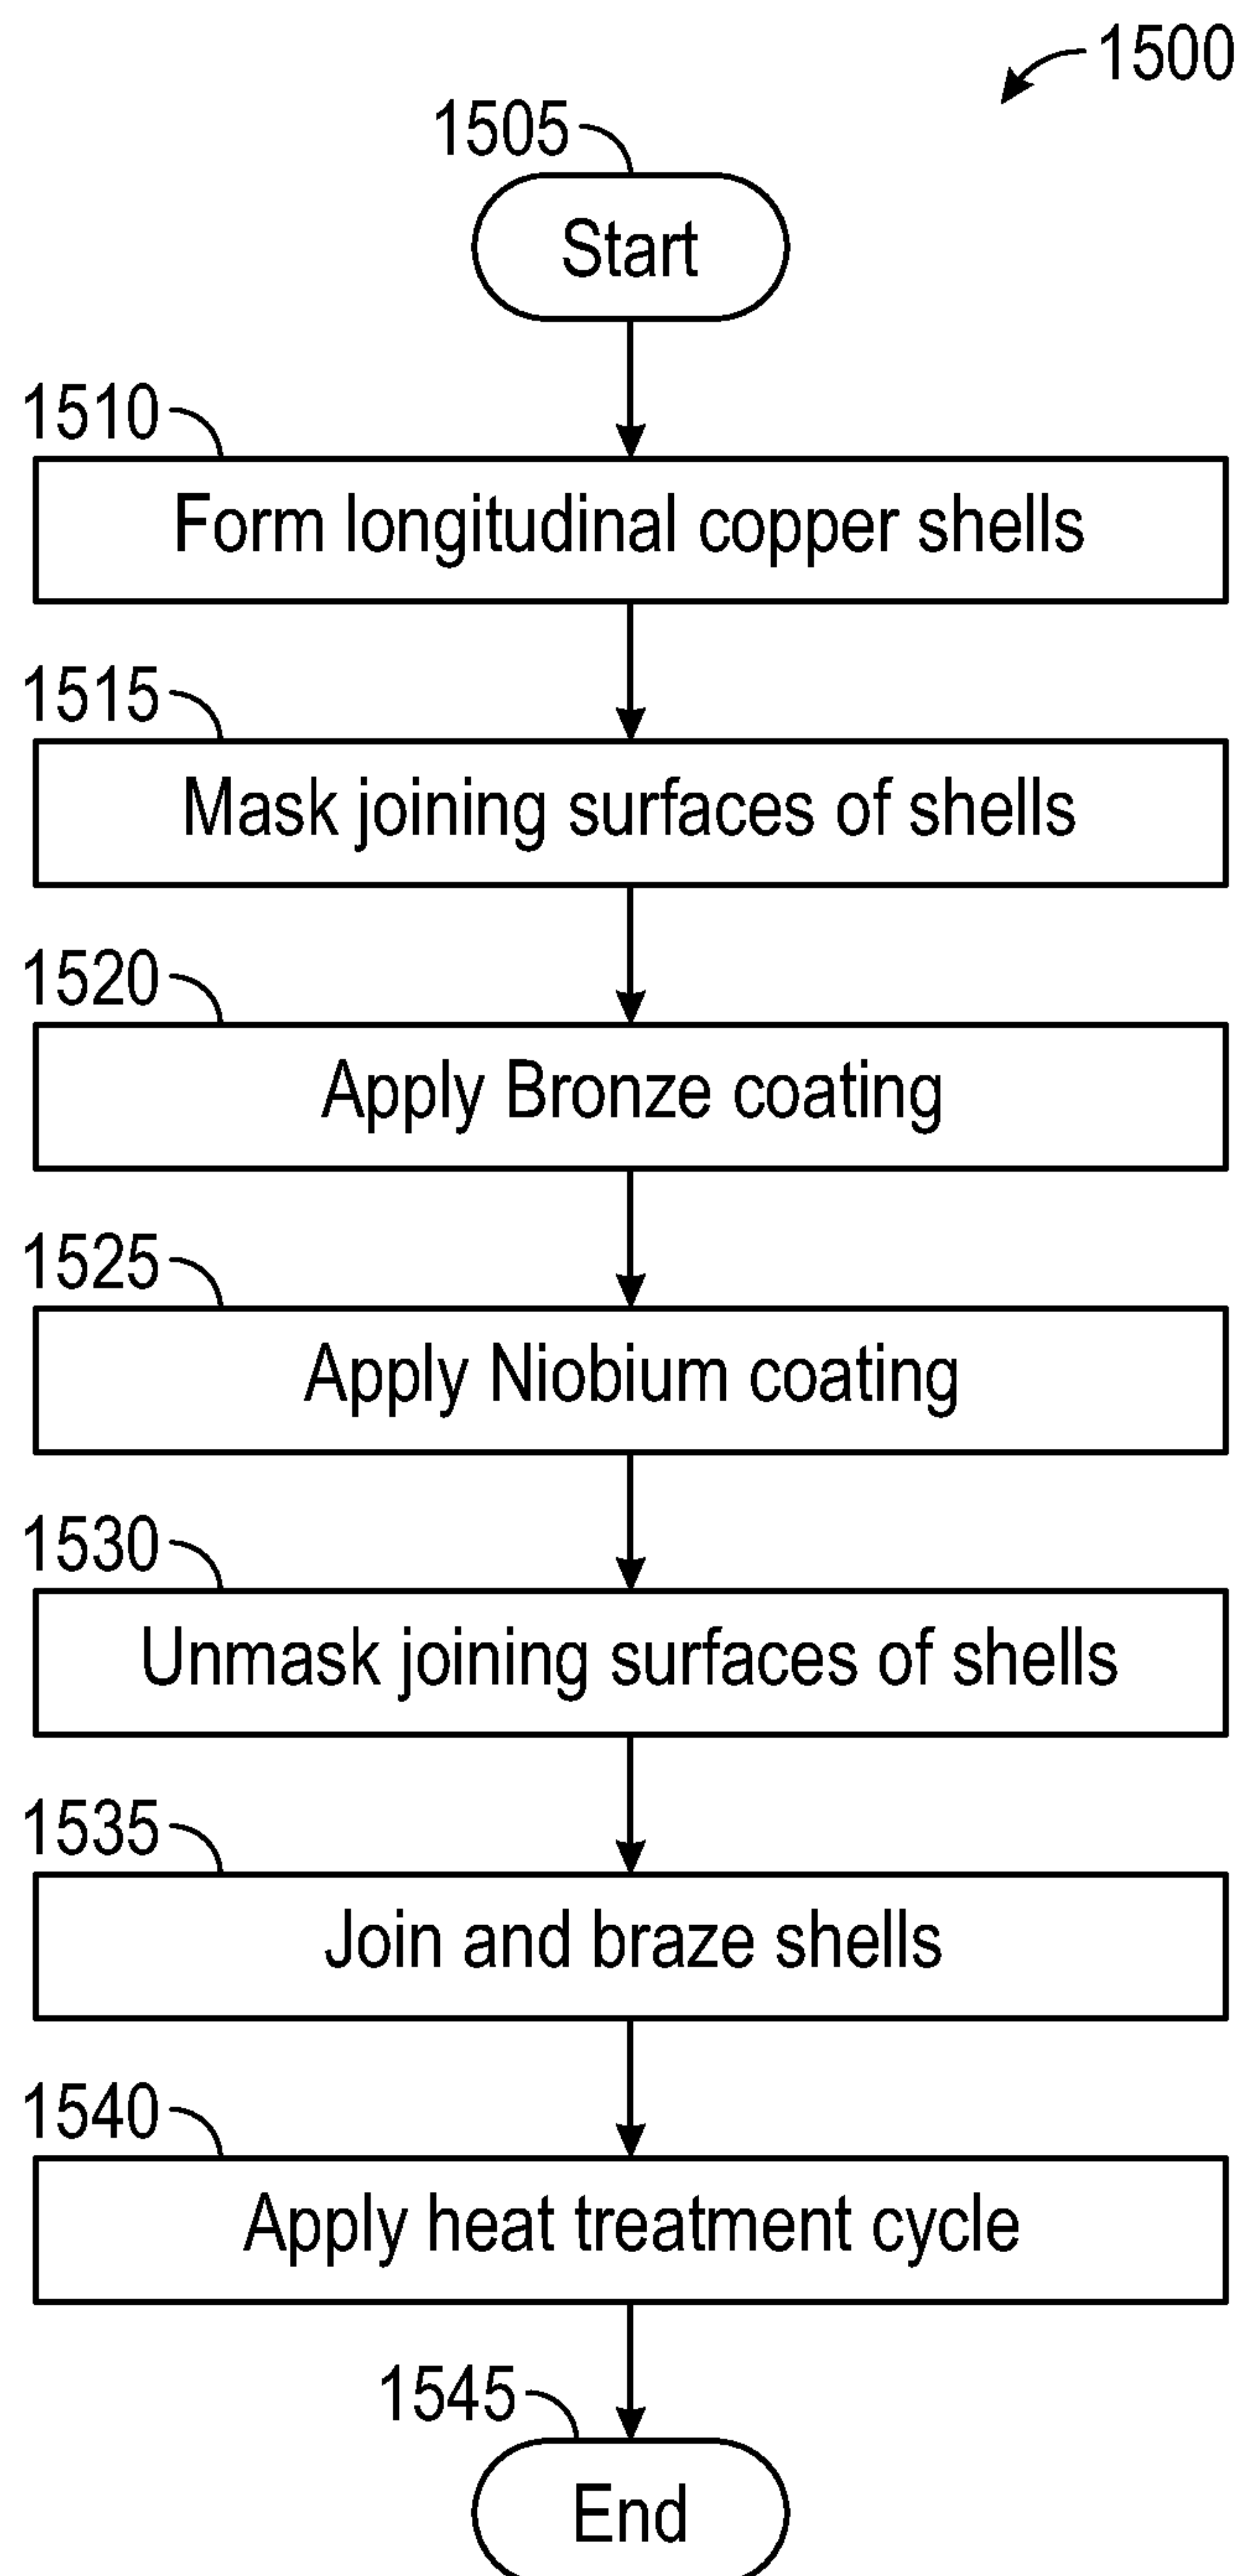 1500
1505
Start
1510
Form longitudinal copper shells
1515
Mask joining surfaces of shells
1520
Apply Bronze coating
1525
Apply Niobium coating
1530
Unmask joining surfaces of shells
1535
Join and braze shells
1540
Apply heat treatment cycle
1545
End